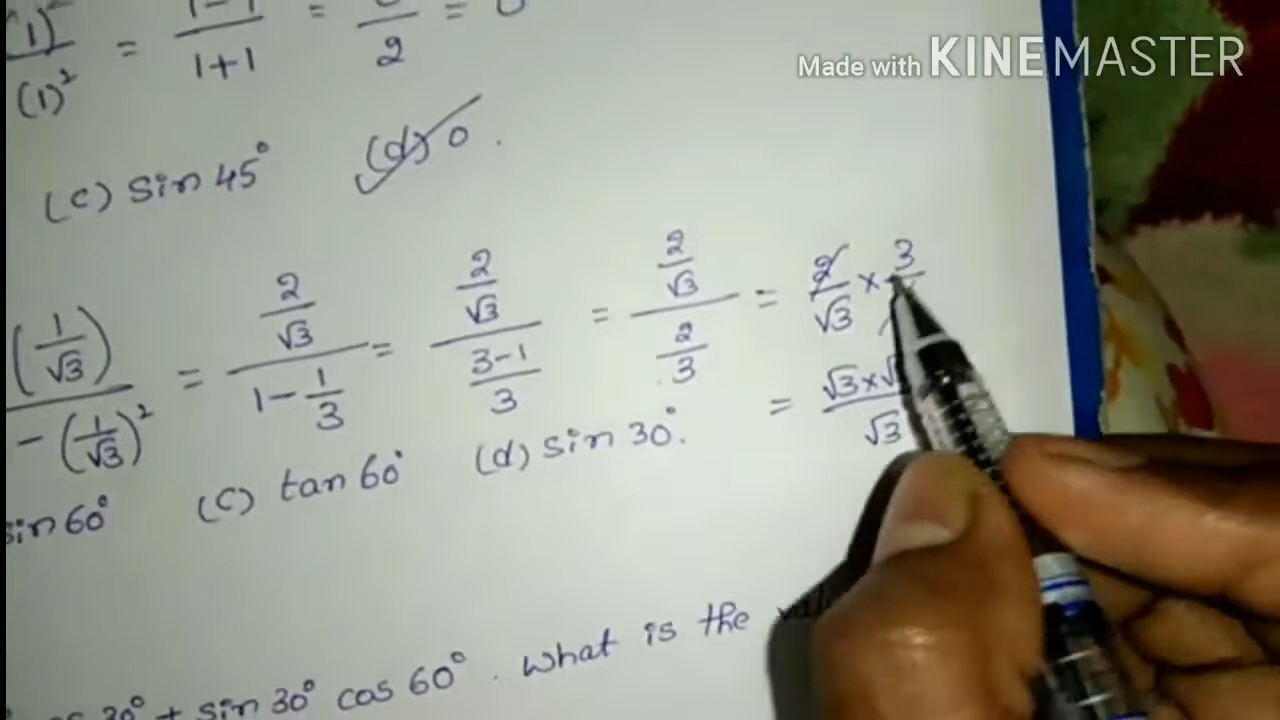 Made with KINEMASTER
(1)² / (1)² = 1-1 / 1+1 = 0 / 2 = 0
(c) sin 45° (d) 0.
(1/√3) / -(1/√3)² = 2/√3 / 1-1/3 = 2/√3 / 3-1/3 = 2/√3 / 2/3 = 2/√3 × 3
= √3×√ / √3
sin 60° (c) tan 60° (d) sin 30°.
30° + sin 30° cos 60°. What is the